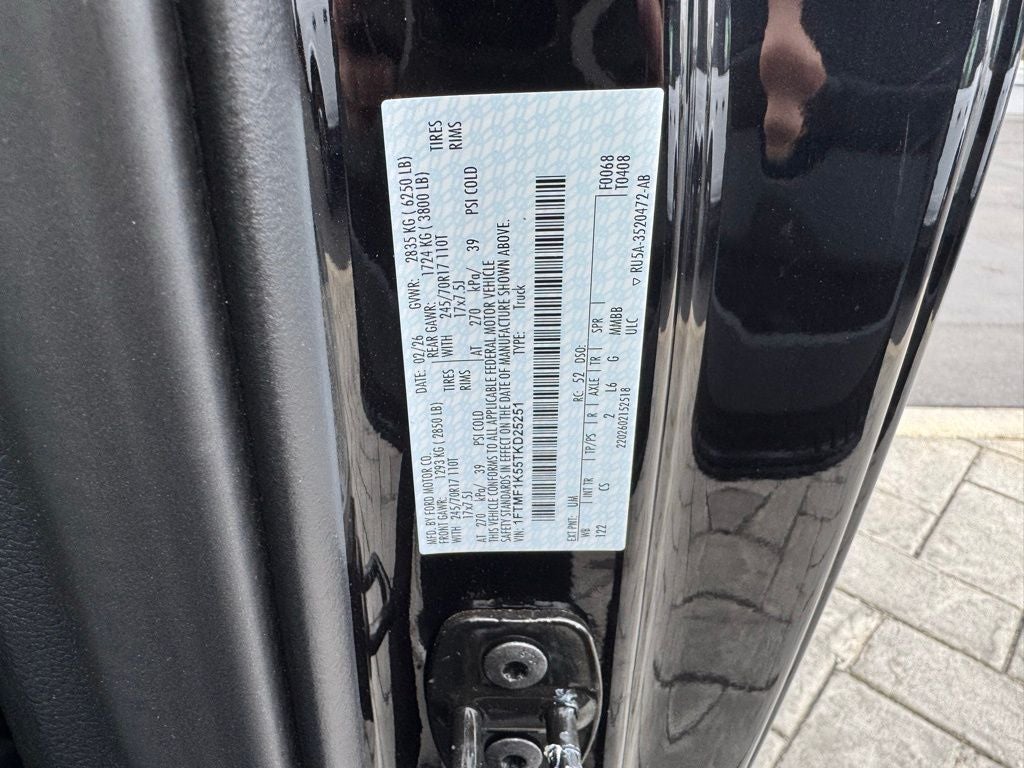 MFD. BY FORD MOTOR CO. DATE: 02/26 GVWR: 2835 KG ( 6250 LB)
FRONT GAWR: 1293 KG ( 2850 LB) REAR GAWR: 1724 KG ( 3800 LB)
WITH 245/70R17 110T TIRES WITH 245/70R17 110T TIRES
17x7.5J RIMS 17x7.5J RIMS
AT 270 kPa/ 39 PSI COLD AT 270 kPa/ 39 PSI COLD
THIS VEHICLE CONFORMS TO ALL APPLICABLE FEDERAL MOTOR VEHICLE
SAFETY STANDARDS IN EFFECT ON THE DATE OF MANUFACTURE SHOWN ABOVE.
VIN: 1FTMF1K55TKD25251 TYPE: Truck
F0068
T0408
EXT PNT: UM RC: 52 DSO:
WB INT TR TP/PS R AXLE TR SPR
122 CS 2 L6 G MMBB
ULC
2202602152518
▽ RU5A-3520472-AB